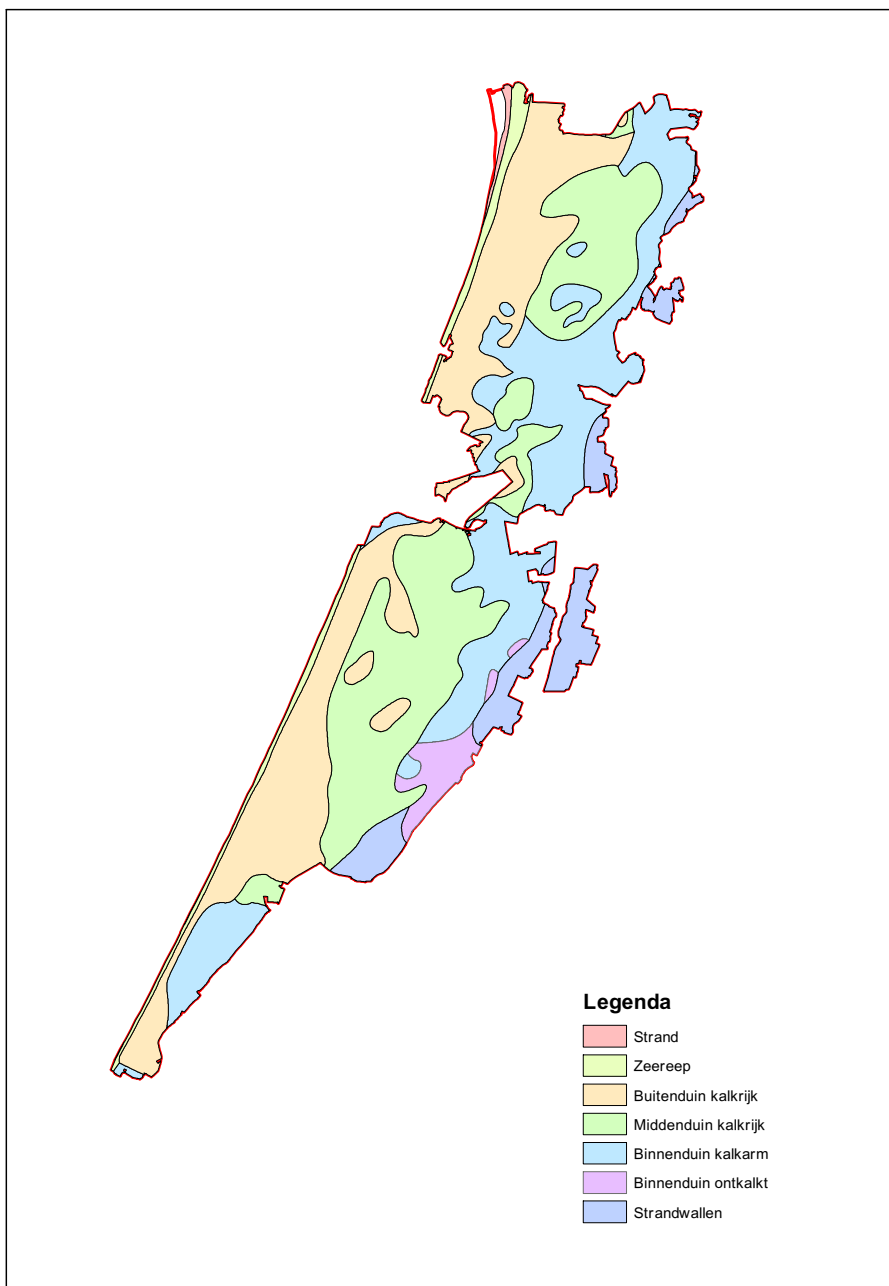 Legenda
Strand
Zeereep
Buitenduin kalkrijk
Middenduin kalkrijk
Binnenduin kalkarm
Binnenduin ontkalkt
Strandwallen